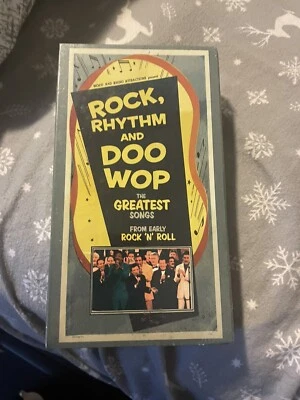 ROCK,
RHYTHM
AND
DOO
WOP
THE
GREATEST
SONGS
FROM EARLY
ROCK 'N' ROLL